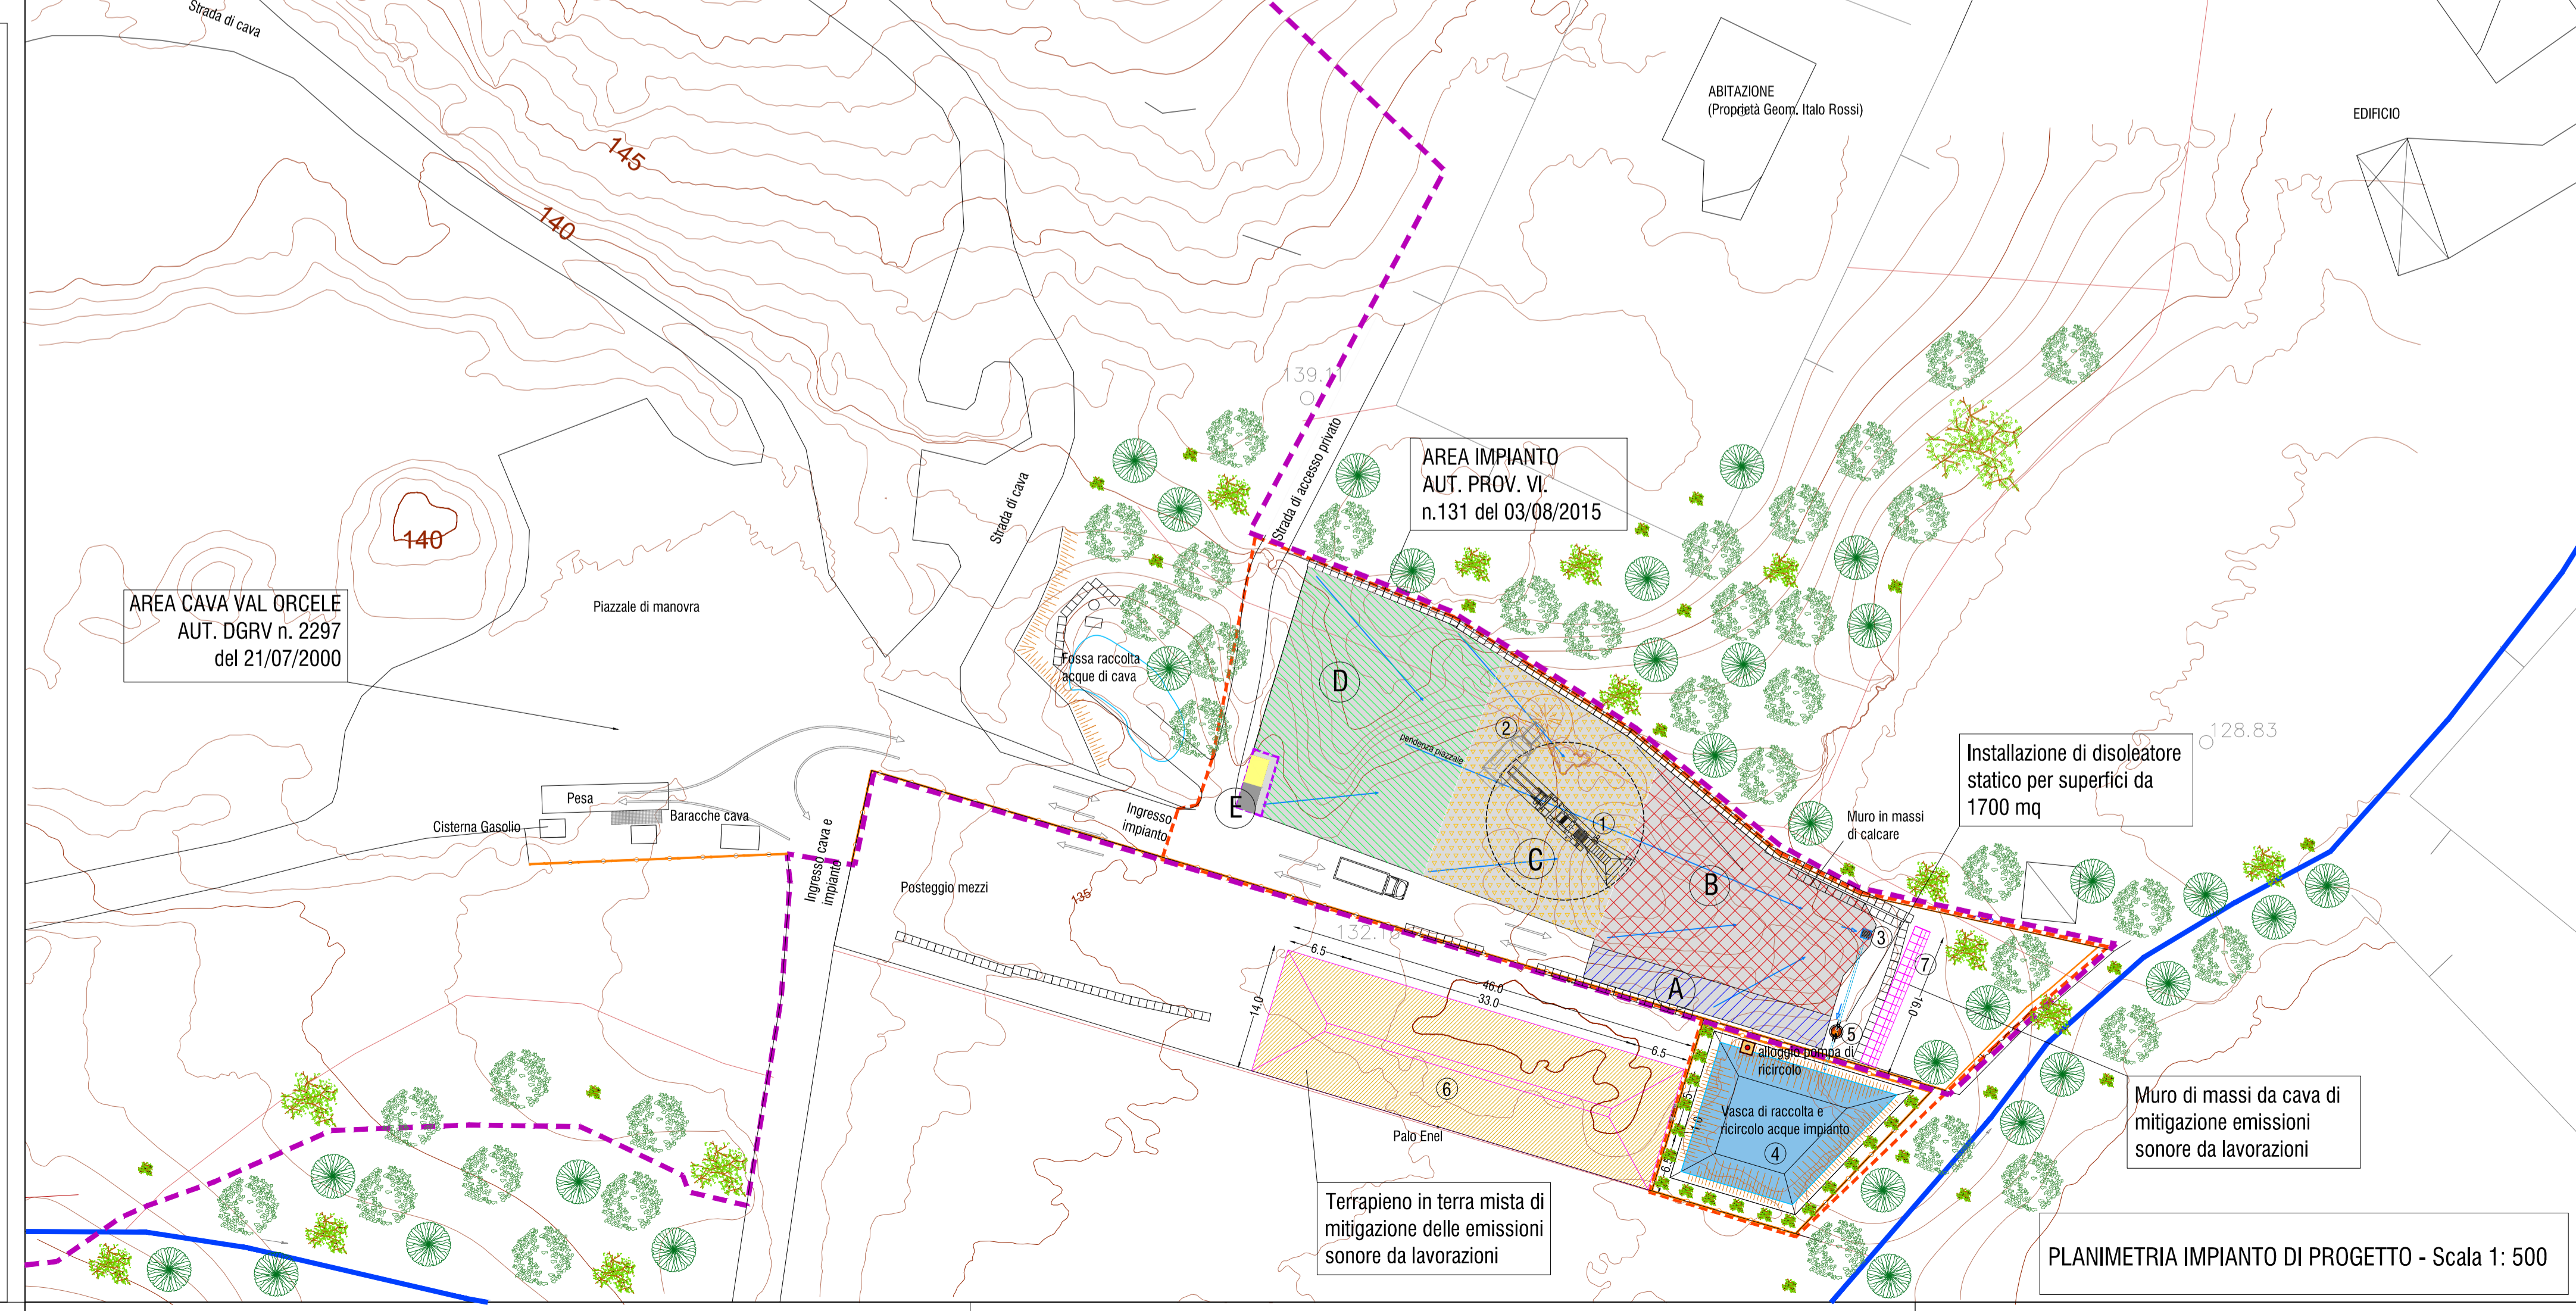 Strada di cava
145
140
ABITAZIONE
(Proprietà Geom. Italo Rossi)
EDIFICIO
139.11
Strada di accesso privato
AREA IMPIANTO
AUT. PROV. VI.
n.131 del 03/08/2015
Strada di cava
140
AREA CAVA VAL ORCELE
AUT. DGRV n. 2297
del 21/07/2000
Piazzale di manovra
Fossa raccolta
acque di cava
D
2
pendenza piazzale
128.83
Installazione di disoleatore
statico per superfici da
1700 mq
Pesa
Baracche cava
Cisterna Gasolio
Ingresso cava e
impianto
Ingresso
impianto
E
1
C
B
Muro in massi
di calcare
Posteggio mezzi
135
3
7
6.5
46.0
33.0
14.0
6.5
A
16.0
5
alloggio pompa di
ricircolo
6
Vasca di raccolta e
ricircolo acque impianto
4
6.5
Palo Enel
Muro di massi da cava di
mitigazione emissioni
sonore da lavorazioni
Terrapieno in terra mista di
mitigazione delle emissioni
sonore da lavorazioni
PLANIMETRIA IMPIANTO DI PROGETTO - Scala 1: 500